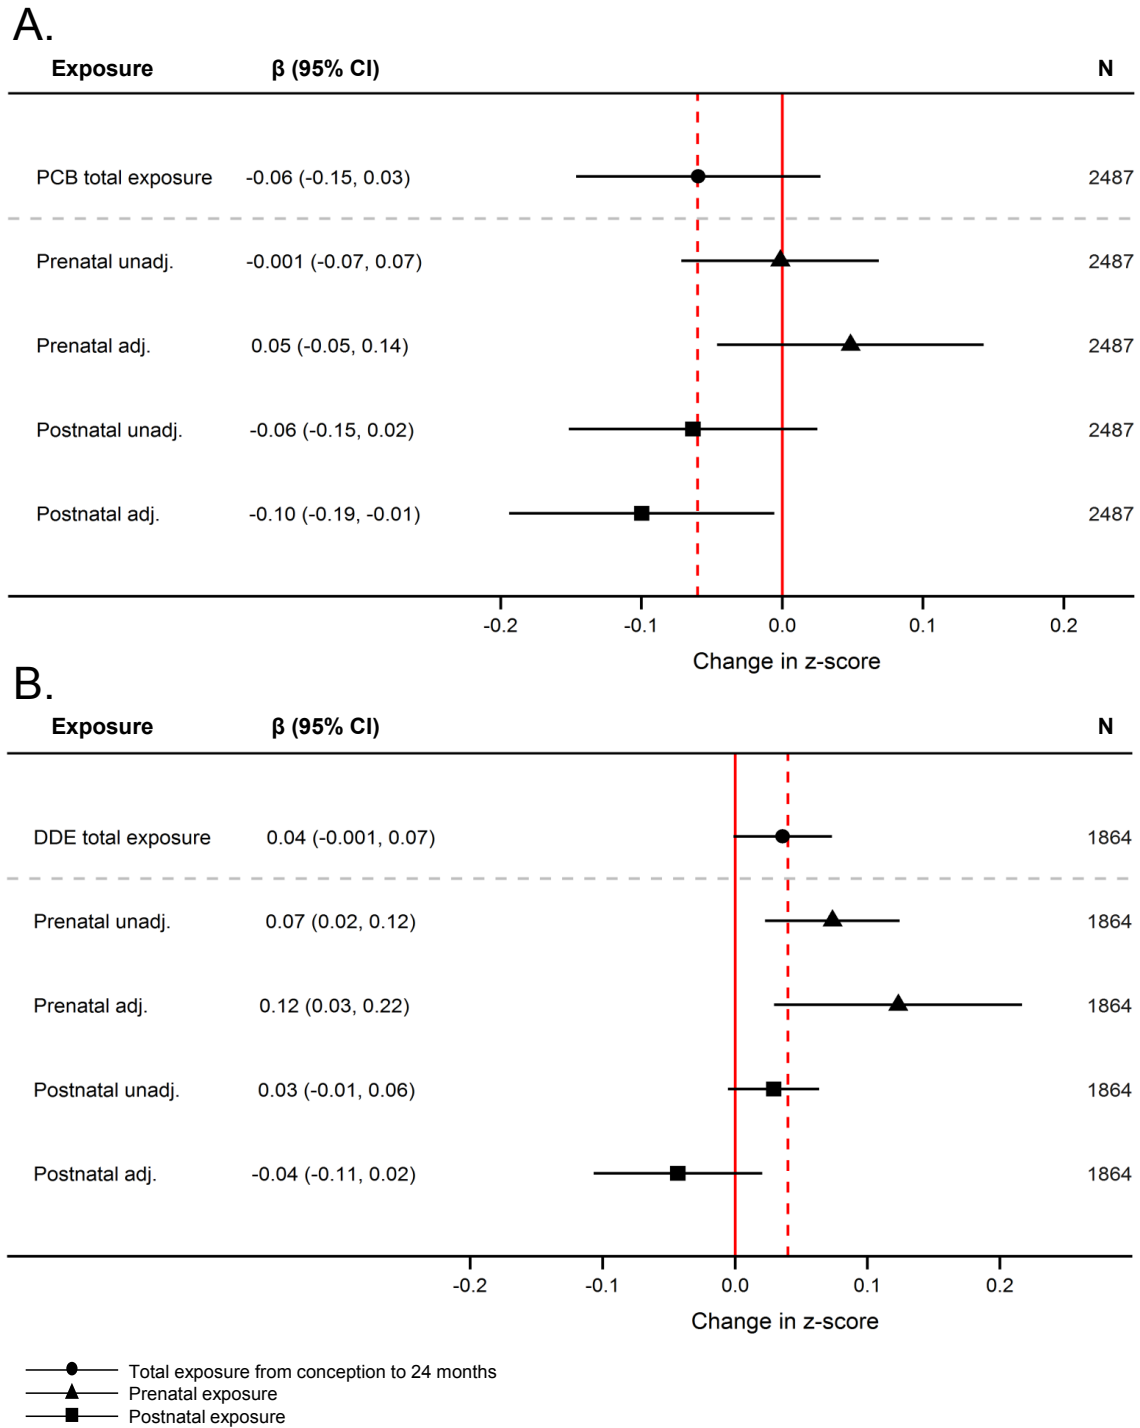 A.
Exposure β (95% CI) N
PCB total exposure -0.06 (-0.15, 0.03) 2487
Prenatal unadj. -0.001 (-0.07, 0.07) 2487
Prenatal adj. 0.05 (-0.05, 0.14) 2487
Postnatal unadj. -0.06 (-0.15, 0.02) 2487
Postnatal adj. -0.10 (-0.19, -0.01) 2487
-0.2 -0.1 0.0 0.1 0.2
Change in z-score
B.
Exposure β (95% CI) N
DDE total exposure 0.04 (-0.001, 0.07) 1864
Prenatal unadj. 0.07 (0.02, 0.12) 1864
Prenatal adj. 0.12 (0.03, 0.22) 1864
Postnatal unadj. 0.03 (-0.01, 0.06) 1864
Postnatal adj. -0.04 (-0.11, 0.02) 1864
-0.2 -0.1 0.0 0.1 0.2
Change in z-score
Total exposure from conception to 24 months
Prenatal exposure
Postnatal exposure